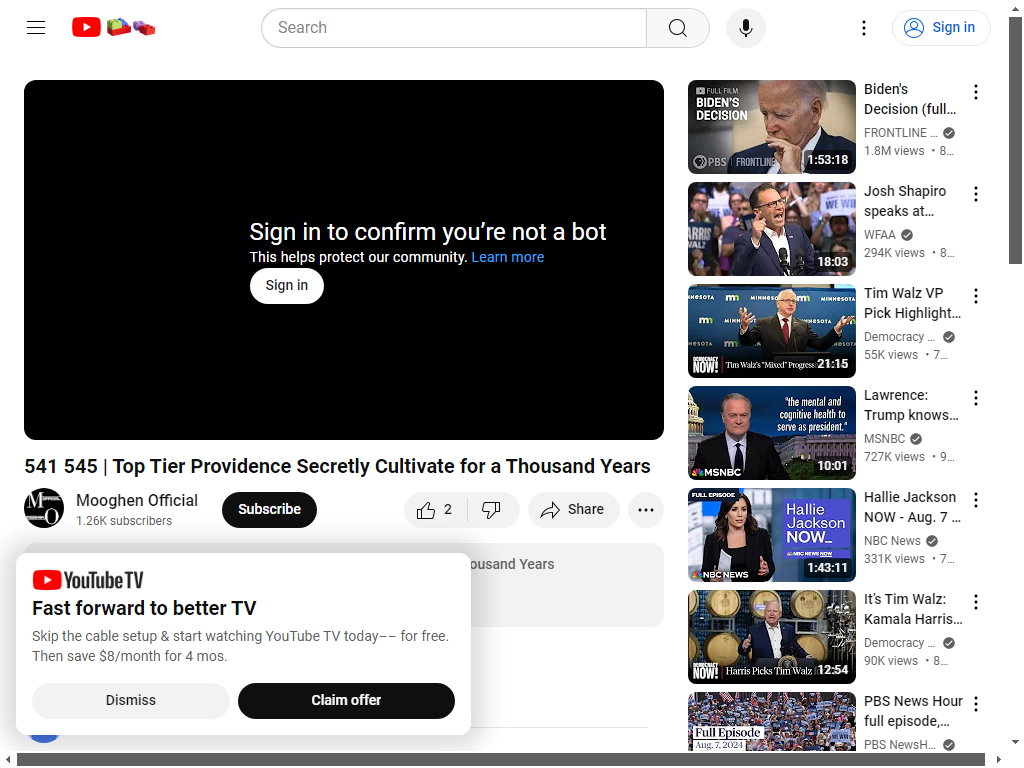 Search
Sign in
Sign in to confirm you’re not a bot
This helps protect our community. Learn more
Sign in
541 545 | Top Tier Providence Secretly Cultivate for a Thousand Years
Mooghen Official
1.26K subscribers
Subscribe
2
Share
ousand Years
YouTube TV
Fast forward to better TV
Skip the cable setup & start watching YouTube TV today–– for free.
Then save $8/month for 4 mos.
Dismiss
Claim offer
FULL FILM
BIDEN'S
DECISION
PBS FRONTLINE
1:53:18
Biden's
Decision (full…
FRONTLINE …
1.8M views • 8…
18:03
Josh Shapiro
speaks at…
WFAA
294K views • 8…
MINNESOTA
DEMOCRACY
NOW!
Tim Walz's "Mixed" Progress
21:15
Tim Walz VP
Pick Highlight…
Democracy …
55K views • 7…
"the mental and
cognitive health to
serve as president."
MSNBC
10:01
Lawrence:
Trump knows…
MSNBC
727K views • 9…
FULL EPISODE
Hallie
Jackson
NOW_
NBC NEWS NOW
NBC NEWS
1:43:11
Hallie Jackson
NOW - Aug. 7 …
NBC News
331K views • 7…
DEMOCRACY
NOW!
Harris Picks Tim Walz f
12:54
It’s Tim Walz:
Kamala Harris…
Democracy …
90K views • 8…
Full Episode
Aug. 7, 2024
PBS News Hour
full episode,…
PBS NewsH…